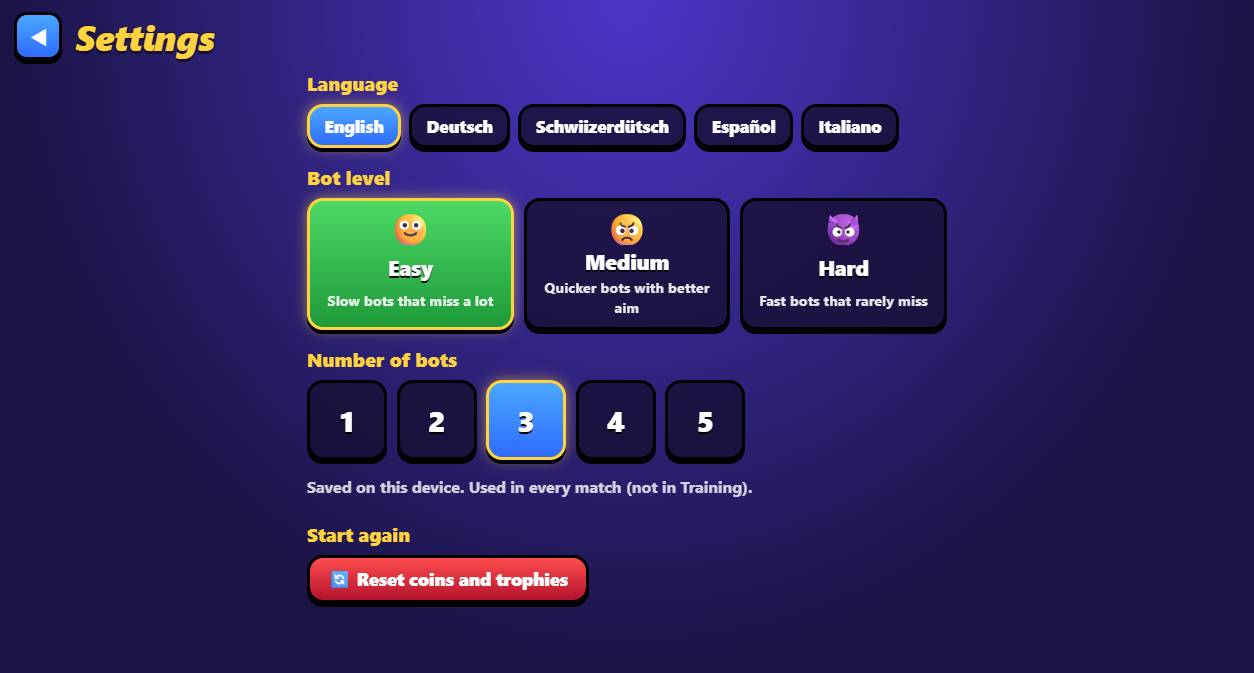 Settings
Language
English
Deutsch
Schwiizerdütsch
Español
Italiano
Bot level
Easy
Slow bots that miss a lot
Medium
Quicker bots with better
aim
Hard
Fast bots that rarely miss
Number of bots
1
2
3
4
5
Saved on this device. Used in every match (not in Training).
Start again
Reset coins and trophies